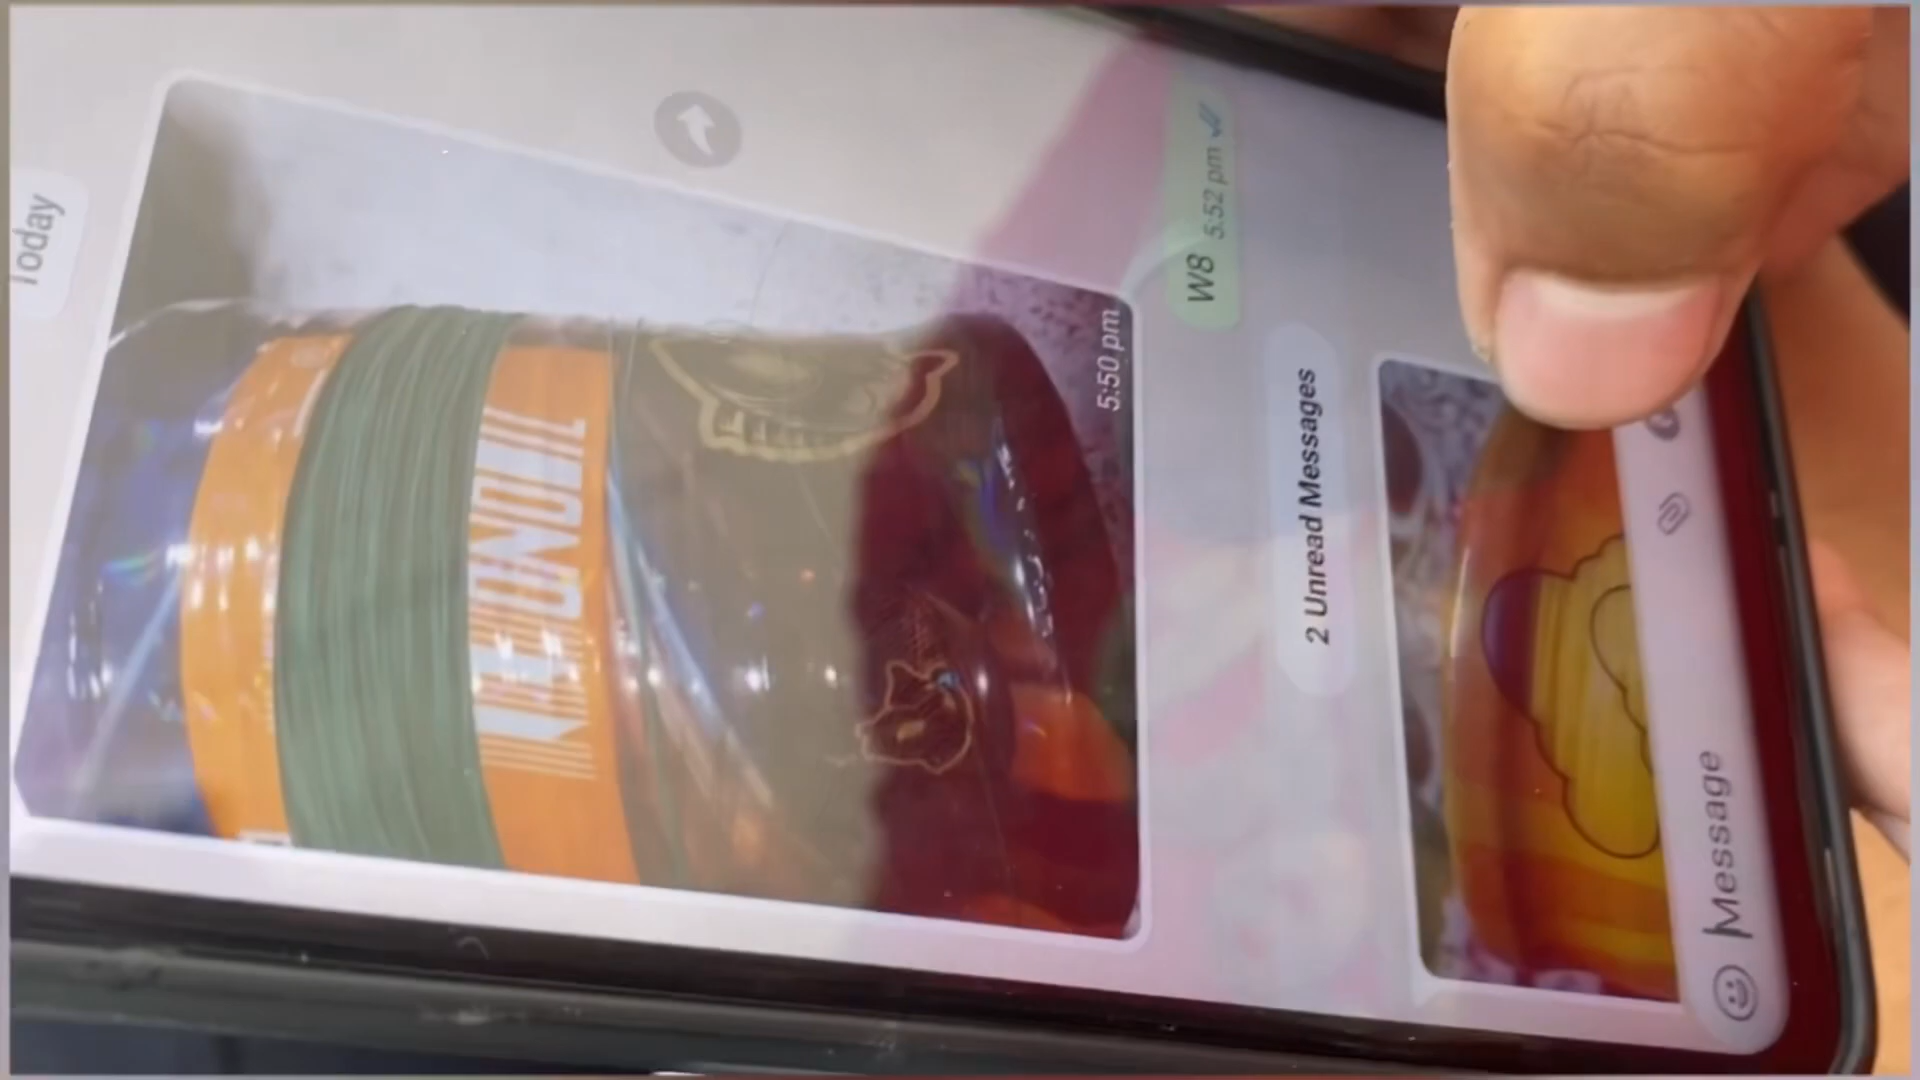 Today
5:50 pm
W8 5:52 pm
2 Unread Messages
Message